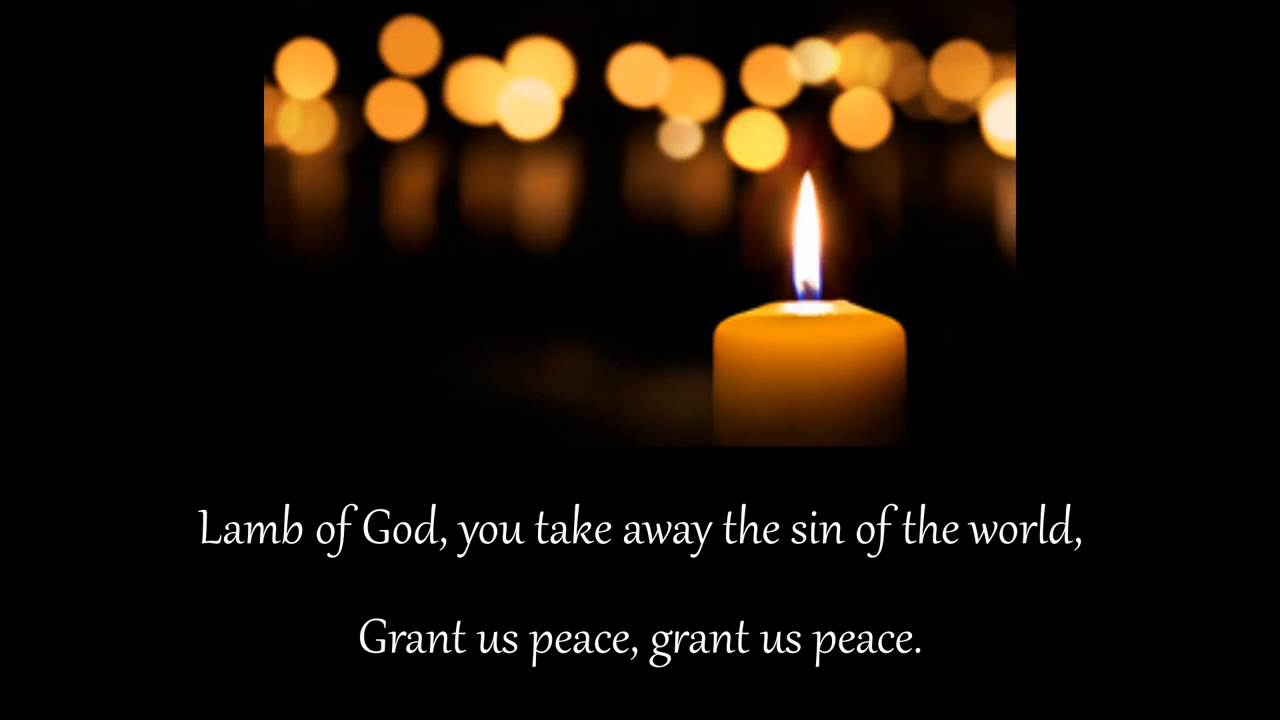 Lamb of God, you take away the sin of the world,
Grant us peace, grant us peace.